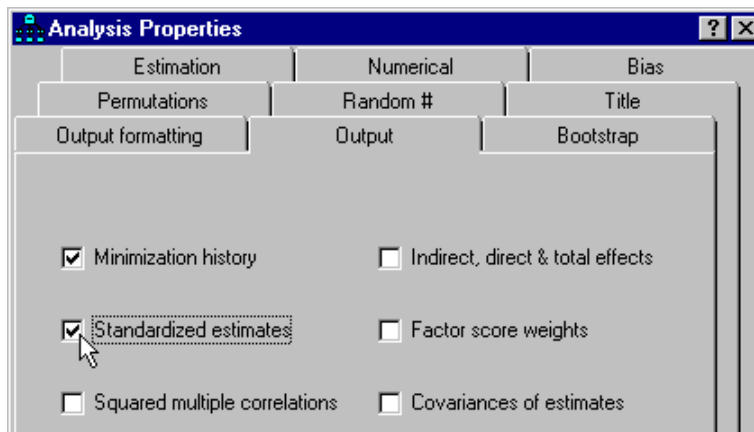 Analysis Properties
Estimation Numerical Bias
Permutations Random # Title
Output formatting Output Bootstrap
Minimization history Indirect, direct & total effects
Standardized estimates Factor score weights
Squared multiple correlations Covariances of estimates